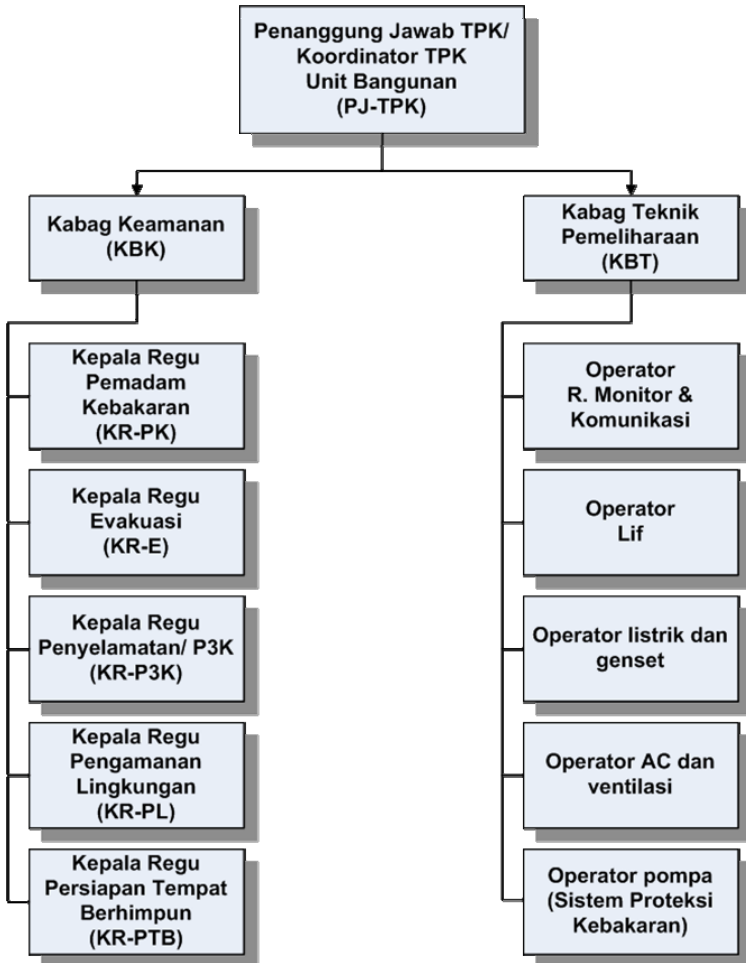 Penanggung Jawab TPK/
Koordinator TPK
Unit Bangunan
(PJ-TPK)
Kabag Keamanan
(KBK)
Kepala Regu
Pemadam
Kebakaran
(KR-PK)
Kepala Regu
Evakuasi
(KR-E)
Kepala Regu
Penyelamatan/ P3K
(KR-P3K)
Kepala Regu
Pengamanan
Lingkungan
(KR-PL)
Kepala Regu
Persiapan Tempat
Berhimpun
(KR-PTB)
Kabag Teknik
Pemeliharaan
(KBT)
Operator
R. Monitor &
Komunikasi
Operator
Lif
Operator listrik dan
genset
Operator AC dan
ventilasi
Operator pompa
(Sistem Proteksi
Kebakaran)